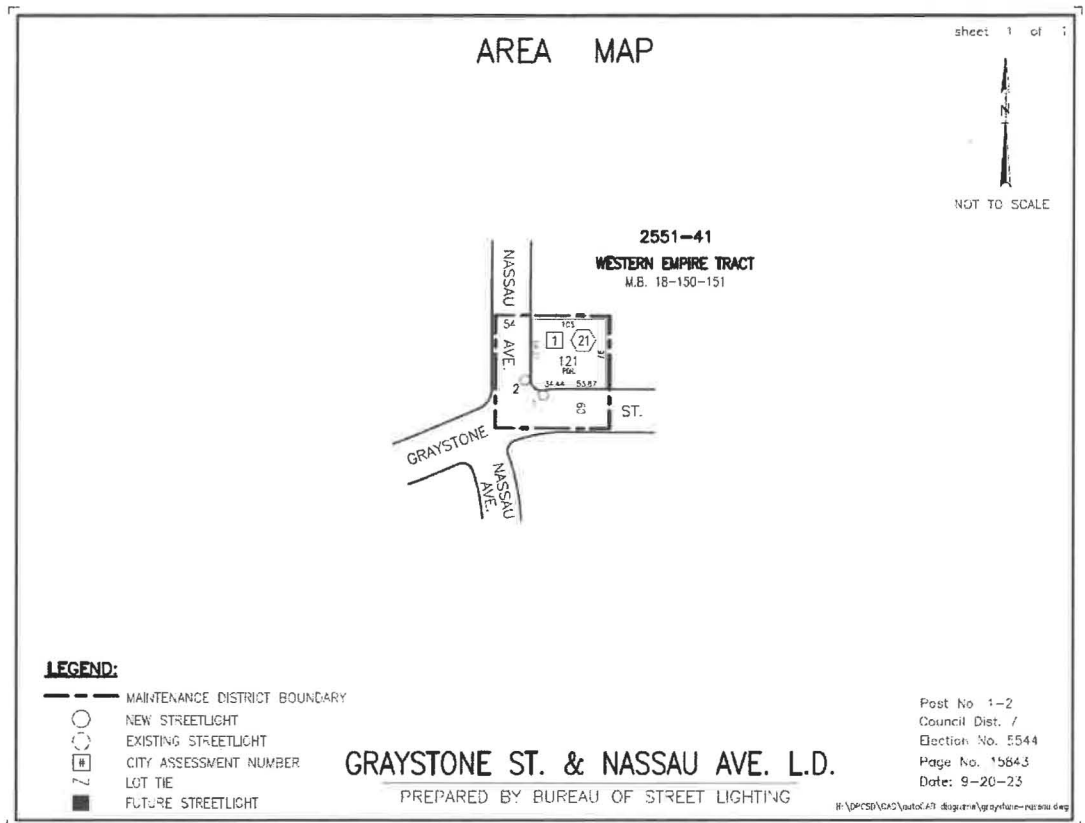 sheet 1 of
AREA MAP
N
NOT TO SCALE
2551-41
WESTERN EMPIRE TRACT
M.B. 18-150-151
NASSAU AVE.
54
1
21
121
2
34.44 53.87
60
ST.
GRAYSTONE
NASSAU AVE.
LEGEND:
MAINTENANCE DISTRICT BOUNDARY
NEW STREETLIGHT
EXISTING STREETLIGHT
# CITY ASSESSMENT NUMBER
LOT TIE
FUTURE STREETLIGHT
GRAYSTONE ST. & NASSAU AVE. L.D.
PREPARED BY BUREAU OF STREET LIGHTING
Post No 1-2
Council Dist. 7
Election No. 5544
Page No. 15843
Date: 9-20-23